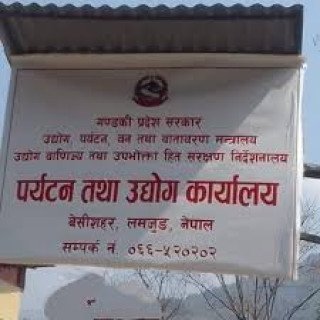 गण्डकी प्रदेश सरकार
उद्योग, पर्यटन, वन तथा वातावरण मन्त्रालय
उद्योग वाणिज्य तथा उपभोक्ता हित संरक्षण निर्देशनालय
पर्यटन तथा उद्योग कार्यालय
बेसीशहर, लमजुङ, नेपाल
सम्पर्क नं. ०६६-५२०२०२